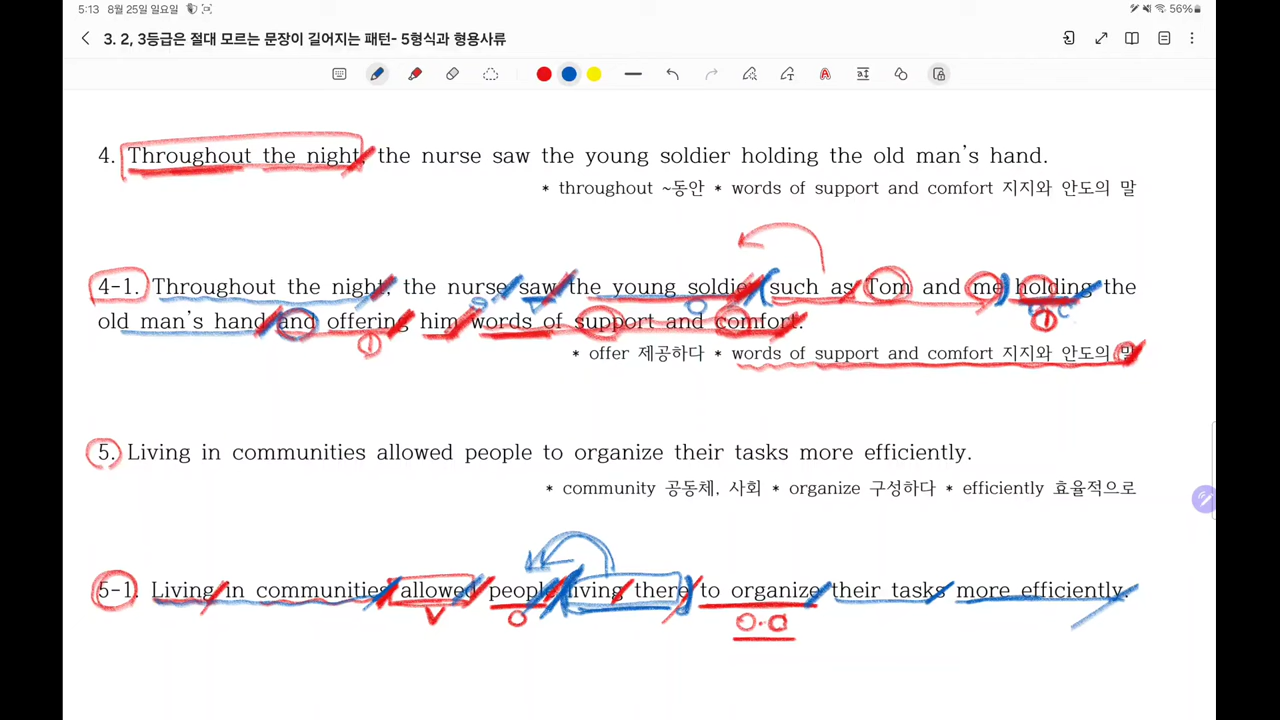 5:13 8월 25일 일요일 56%
3. 2, 3등급은 절대 모르는 문장이 길어지는 패턴- 5형식과 형용사류
4. Throughout the night, the nurse saw the young soldier holding the old man's hand.
* throughout ~동안 * words of support and comfort 지지와 안도의 말
4-1. Throughout the night, the nurse saw the young soldier such as Tom and me holding the
S V O O.C ①
old man's hand and offering him words of support and comfort.
①
* offer 제공하다 * words of support and comfort 지지와 안도의 말
5. Living in communities allowed people to organize their tasks more efficiently.
* community 공동체, 사회 * organize 구성하다 * efficiently 효율적으로
5-1. Living in communities allowed people living there to organize their tasks more efficiently.
V O O.C